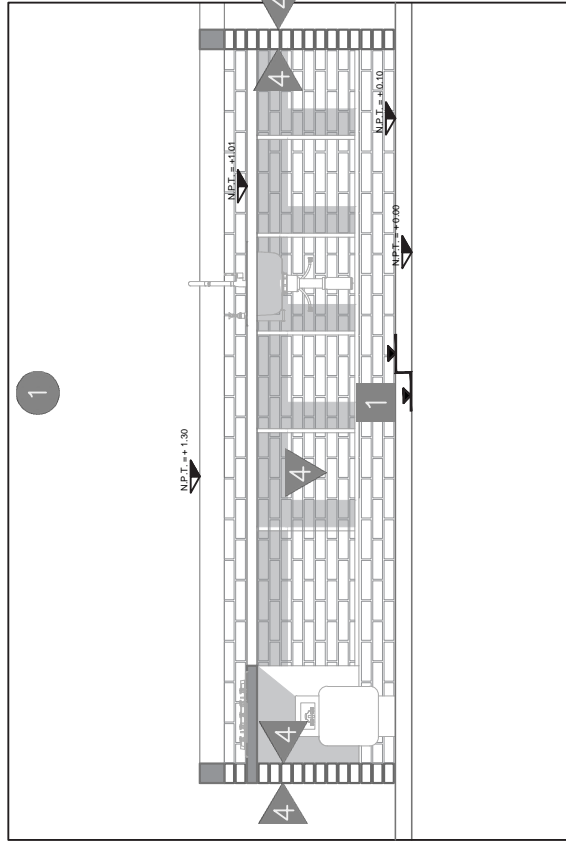 1
N.P.T. = + 1.30
N.P.T. = +1.01
4
4
4
4
4
1
N.P.T. = + 0.10
N.P.T. = + 0.00